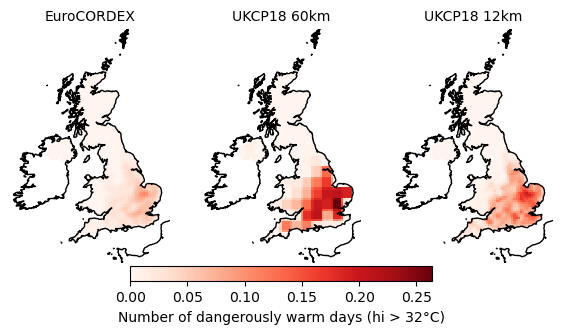 EuroCORDEX UKCP18 60km UKCP18 12km
0.00 0.05 0.10 0.15 0.20 0.25
Number of dangerously warm days (hi > 32°C)